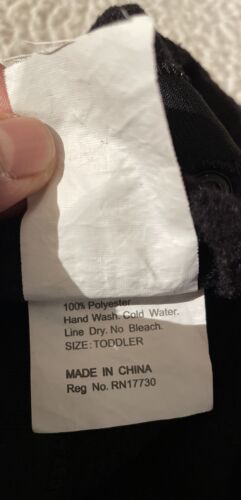 100% Polyester
Hand Wash. Cold Water.
Line Dry. No Bleach.
SIZE: TODDLER
MADE IN CHINA
Reg No. RN17730